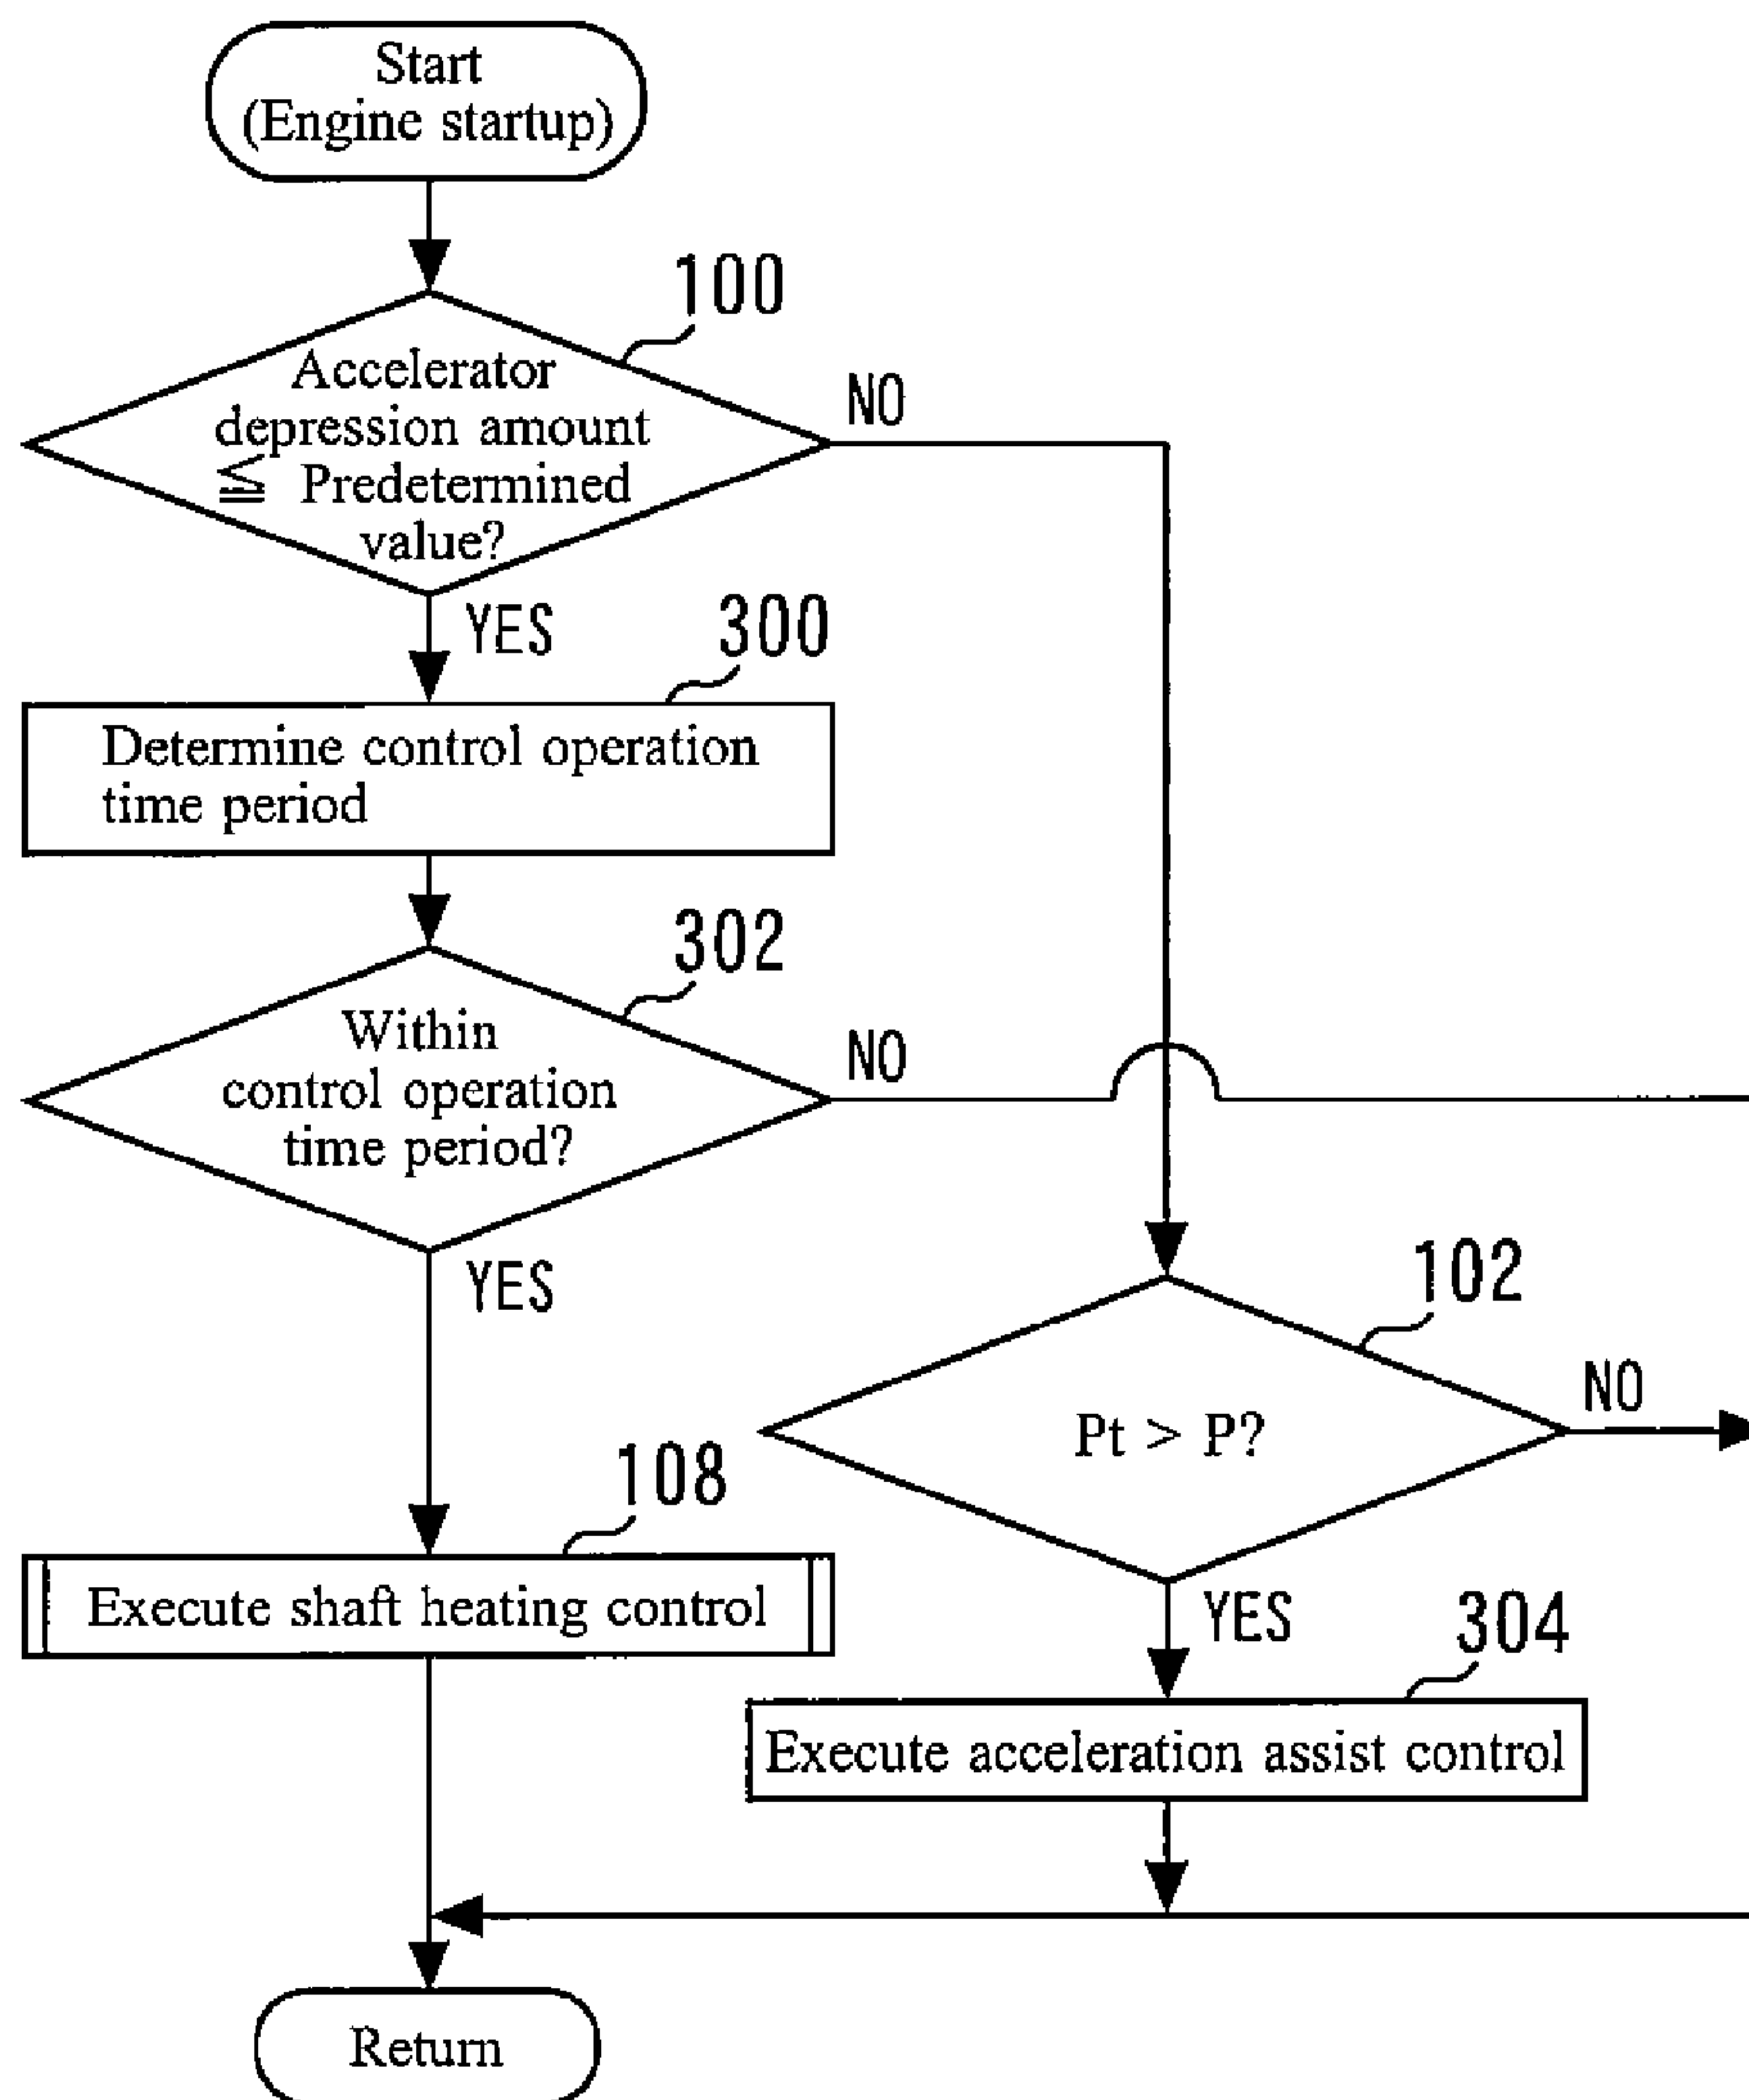 Start
(Engine startup)
100
Accelerator
depression amount
≦ Predetermined
value?
NO
YES
300
Determine control operation
time period
302
Within
control operation
time period?
NO
YES
102
Pt > P?
NO
YES
108
Execute shaft heating control
304
Execute acceleration assist control
Return